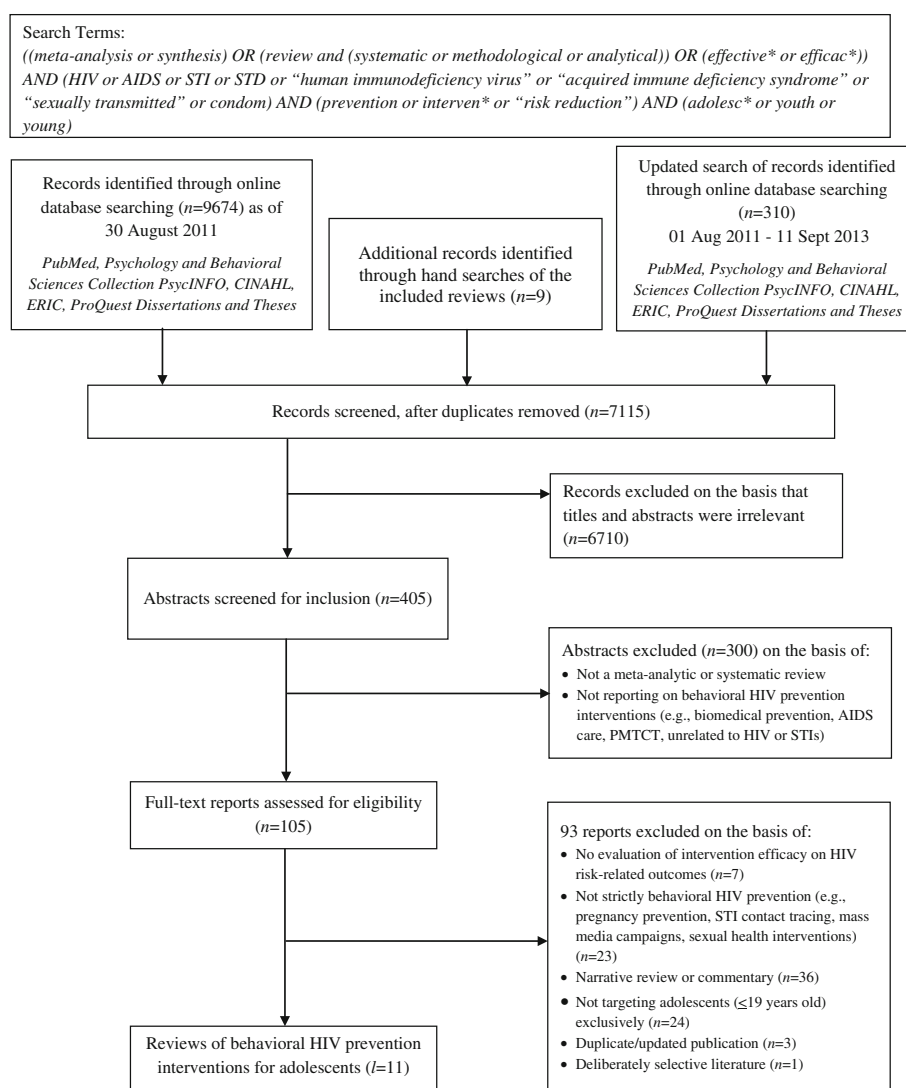 Search Terms:
((meta-analysis or synthesis) OR (review and (systematic or methodological or analytical)) OR (effective* or efficac*))
AND (HIV or AIDS or STI or STD or “human immunodeficiency virus” or “acquired immune deficiency syndrome” or
“sexually transmitted” or condom) AND (prevention or interven* or “risk reduction”) AND (adolesc* or youth or
young)
Records identified through online
database searching (n=9674) as of
30 August 2011
PubMed, Psychology and Behavioral
Sciences Collection PsycINFO, CINAHL,
ERIC, ProQuest Dissertations and Theses
Additional records identified
through hand searches of the
included reviews (n=9)
Updated search of records identified
through online database searching
(n=310)
01 Aug 2011 - 11 Sept 2013
PubMed, Psychology and Behavioral
Sciences Collection PsycINFO, CINAHL,
ERIC, ProQuest Dissertations and Theses
Records screened, after duplicates removed (n=7115)
Records excluded on the basis that
titles and abstracts were irrelevant
(n=6710)
Abstracts screened for inclusion (n=405)
Abstracts excluded (n=300) on the basis of:
• Not a meta-analytic or systematic review
• Not reporting on behavioral HIV prevention
interventions (e.g., biomedical prevention, AIDS
care, PMTCT, unrelated to HIV or STIs)
Full-text reports assessed for eligibility
(n=105)
93 reports excluded on the basis of:
• No evaluation of intervention efficacy on HIV
risk-related outcomes (n=7)
• Not strictly behavioral HIV prevention (e.g.,
pregnancy prevention, STI contact tracing, mass
media campaigns, sexual health interventions)
(n=23)
• Narrative review or commentary (n=36)
• Not targeting adolescents (≤19 years old)
exclusively (n=24)
• Duplicate/updated publication (n=3)
• Deliberately selective literature (n=1)
Reviews of behavioral HIV prevention
interventions for adolescents (l=11)